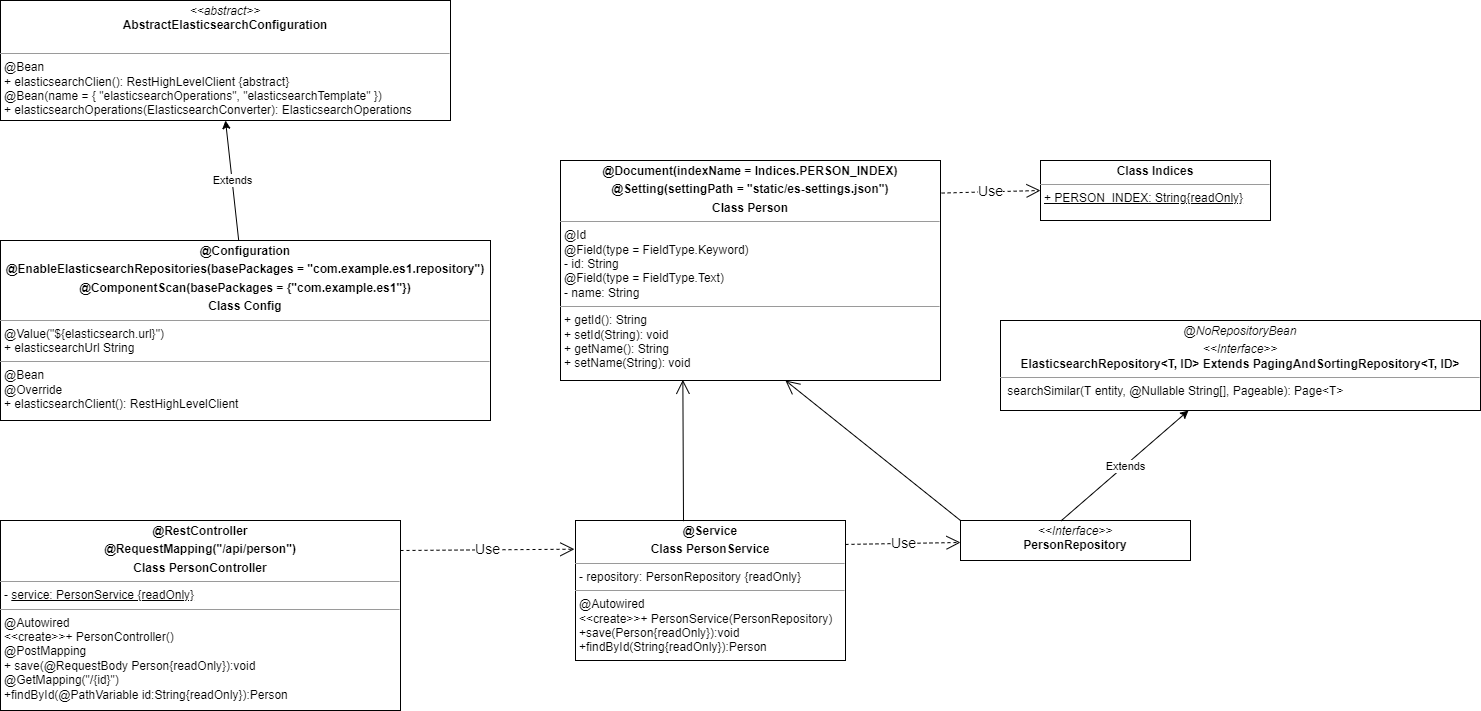 <<abstract>>
AbstractElasticsearchConfiguration
@Bean
+ elasticsearchClien(): RestHighLevelClient {abstract}
@Bean(name = { "elasticsearchOperations", "elasticsearchTemplate" })
+ elasticsearchOperations(ElasticsearchConverter): ElasticsearchOperations
Extends
@Configuration
@EnableElasticsearchRepositories(basePackages = "com.example.es1.repository")
@ComponentScan(basePackages = {"com.example.es1"})
Class Config
@Value("${elasticsearch.url}")
+ elasticsearchUrl String
@Bean
@Override
+ elasticsearchClient(): RestHighLevelClient
@Document(indexName = Indices.PERSON_INDEX)
@Setting(settingPath = "static/es-settings.json")
Class Person
@Id
@Field(type = FieldType.Keyword)
- id: String
@Field(type = FieldType.Text)
- name: String
+ getId(): String
+ setId(String): void
+ getName(): String
+ setName(String): void
Use
Class Indices
+ PERSON_INDEX: String{readOnly}
@NoRepositoryBean
<<Interface>>
ElasticsearchRepository<T, ID> Extends PagingAndSortingRepository<T, ID>
searchSimilar(T entity, @Nullable String[], Pageable): Page<T>
Extends
@RestController
@RequestMapping("/api/person")
Class PersonController
- service: PersonService {readOnly}
@Autowired
<<create>>+ PersonController()
@PostMapping
+ save(@RequestBody Person{readOnly}):void
@GetMapping("/{id}")
+findById(@PathVariable id:String{readOnly}):Person
Use
@Service
Class PersonService
- repository: PersonRepository {readOnly}
@Autowired
<<create>>+ PersonService(PersonRepository)
+save(Person{readOnly}):void
+findById(String{readOnly}):Person
Use
<<Interface>>
PersonRepository